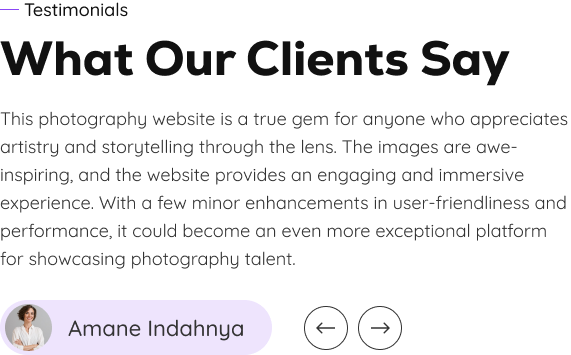 Testimonials
What Our Clients Say
This photography website is a true gem for anyone who appreciates
artistry and storytelling through the lens. The images are awe-
inspiring, and the website provides an engaging and immersive
experience. With a few minor enhancements in user-friendliness and
performance, it could become an even more exceptional platform
for showcasing photography talent.
Amane Indahnya